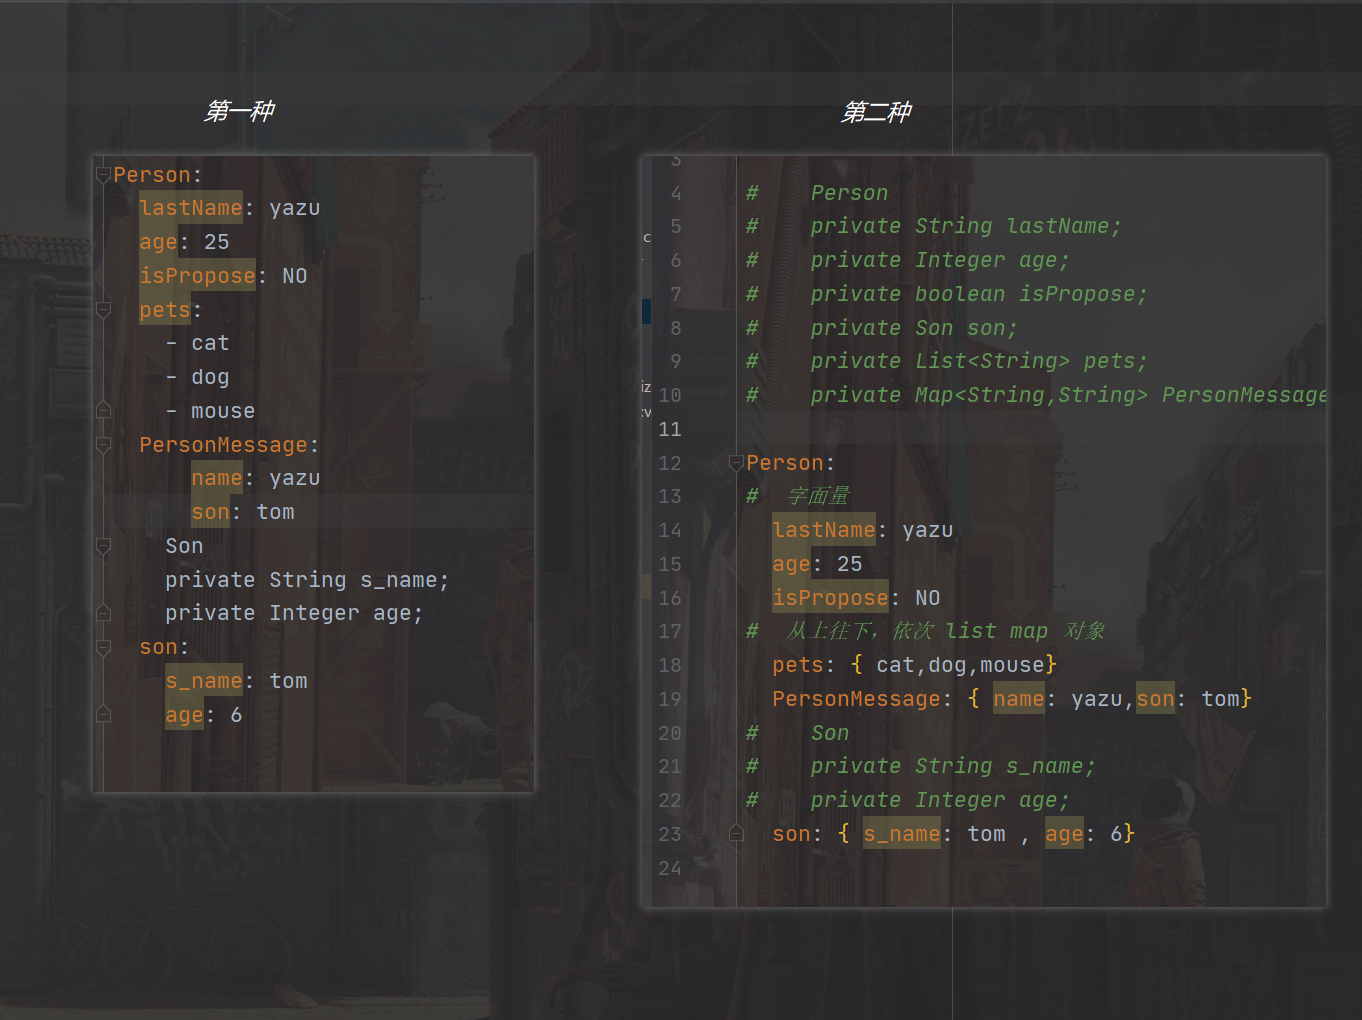 第一种
Person:
lastName: yazu
age: 25
isPropose: NO
pets:
- cat
- dog
- mouse
PersonMessage:
name: yazu
son: tom
Son
private String s_name;
private Integer age;
son:
s_name: tom
age: 6
第二种
3
4 # Person
5 # private String lastName;
6 # private Integer age;
7 # private boolean isPropose;
8 # private Son son;
9 # private List<String> pets;
10 # private Map<String,String> PersonMessage
11
12 Person:
13 # 字面量
14 lastName: yazu
15 age: 25
16 isPropose: NO
17 # 从上往下，依次 list map 对象
18 pets: { cat,dog,mouse}
19 PersonMessage: { name: yazu,son: tom}
20 # Son
21 # private String s_name;
22 # private Integer age;
23 son: { s_name: tom , age: 6}
24